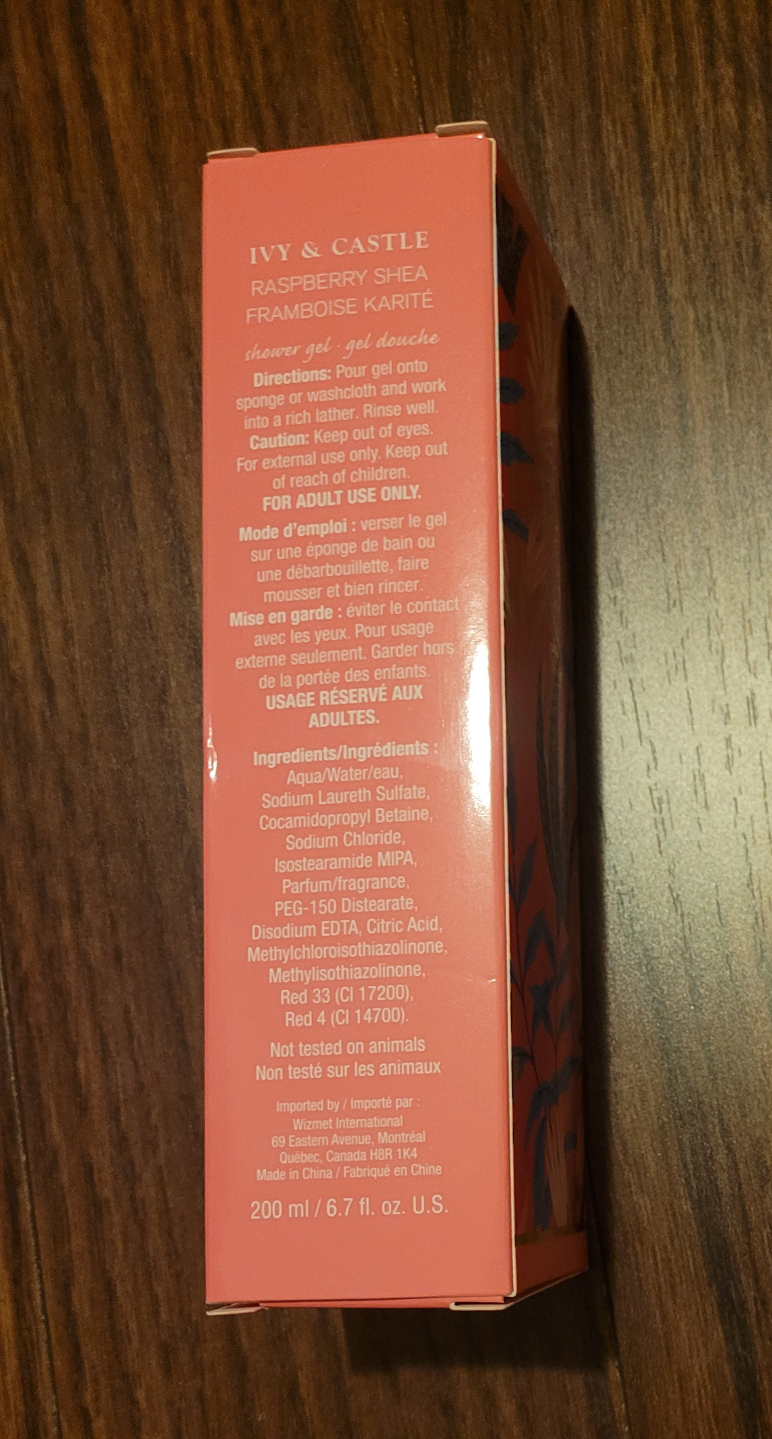 IVY & CASTLE
RASPBERRY SHEA
FRAMBOISE KARITÉ
shower gel · gel douche
Directions: Pour gel onto
sponge or washcloth and work
into a rich lather. Rinse well.
Caution: Keep out of eyes.
For external use only. Keep out
of reach of children.
FOR ADULT USE ONLY.
Mode d'emploi : verser le gel
sur une éponge de bain ou
une débarbouillette, faire
mousser et bien rincer.
Mise en garde : éviter le contact
avec les yeux. Pour usage
externe seulement. Garder hors
de la portée des enfants.
USAGE RÉSERVÉ AUX
ADULTES.
Ingredients/Ingrédients :
Aqua/Water/eau,
Sodium Laureth Sulfate,
Cocamidopropyl Betaine,
Sodium Chloride,
Isostearamide MIPA,
Parfum/fragrance,
PEG-150 Distearate,
Disodium EDTA, Citric Acid,
Methylchloroisothiazolinone,
Methylisothiazolinone,
Red 33 (CI 17200),
Red 4 (CI 14700).
Not tested on animals
Non testé sur les animaux
Imported by / Importé par :
Wizmet International
69 Eastern Avenue, Montréal
Québec, Canada H8R 1K4
Made in China / Fabriqué en Chine
200 ml / 6.7 fl. oz. U.S.